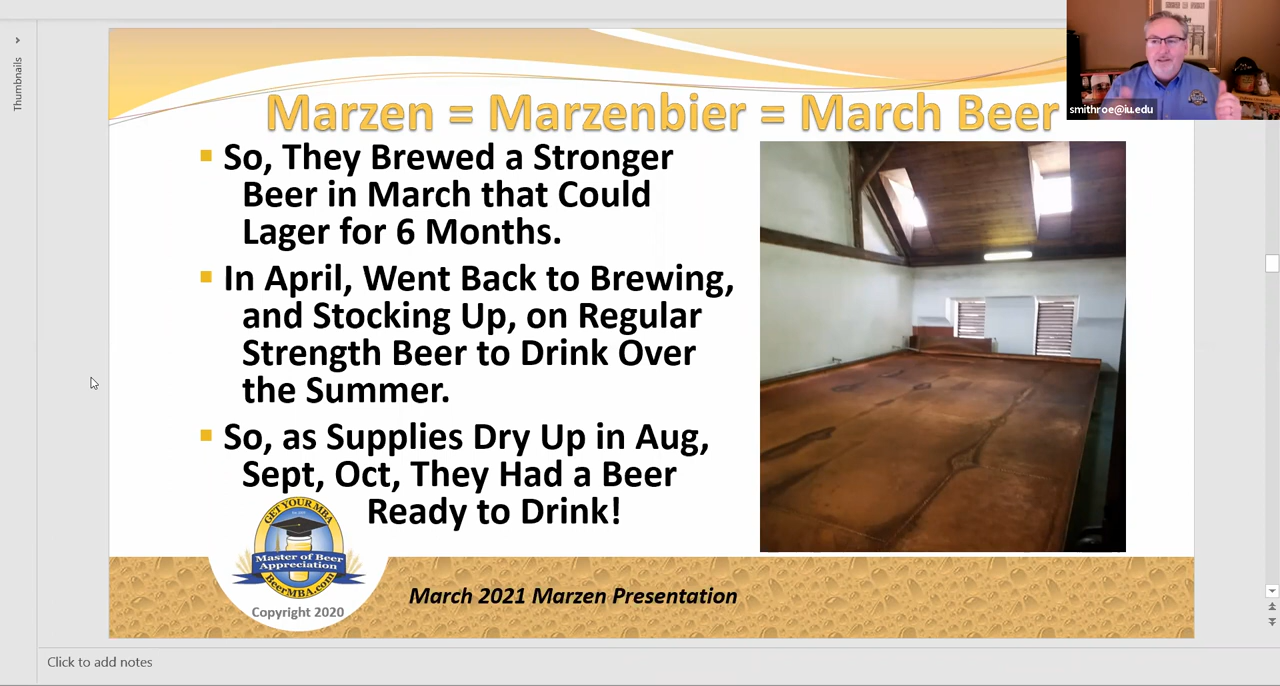 Thumbnails
Marzen = Marzenbier = March Beer
smithroe@iu.edu
So, They Brewed a Stronger
Beer in March that Could
Lager for 6 Months.
In April, Went Back to Brewing,
and Stocking Up, on Regular
Strength Beer to Drink Over
the Summer.
So, as Supplies Dry Up in Aug,
Sept, Oct, They Had a Beer
Ready to Drink!
GET YOUR MBA
Master of Beer
Appreciation
BeerMBA.com
Copyright 2020
March 2021 Marzen Presentation
Click to add notes